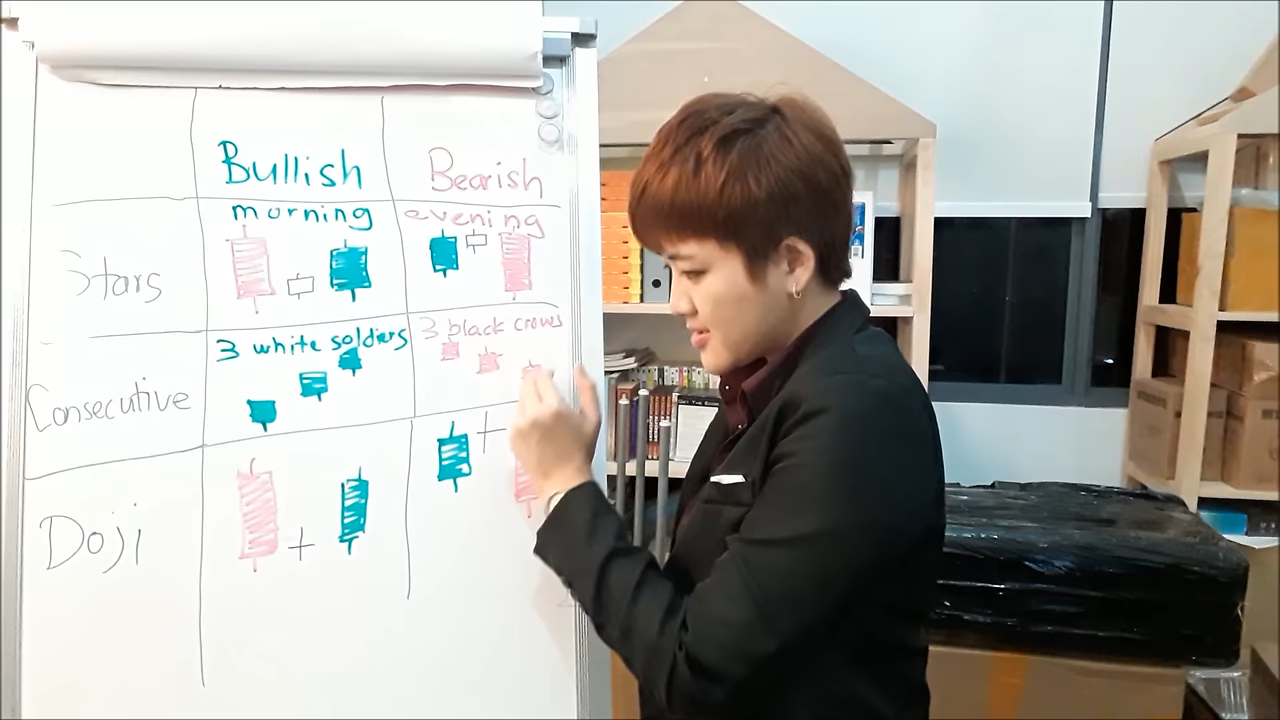 Bullish Bearish
morning evening
Stars
3 white soldiers 3 black crows
Consecutive
Doji